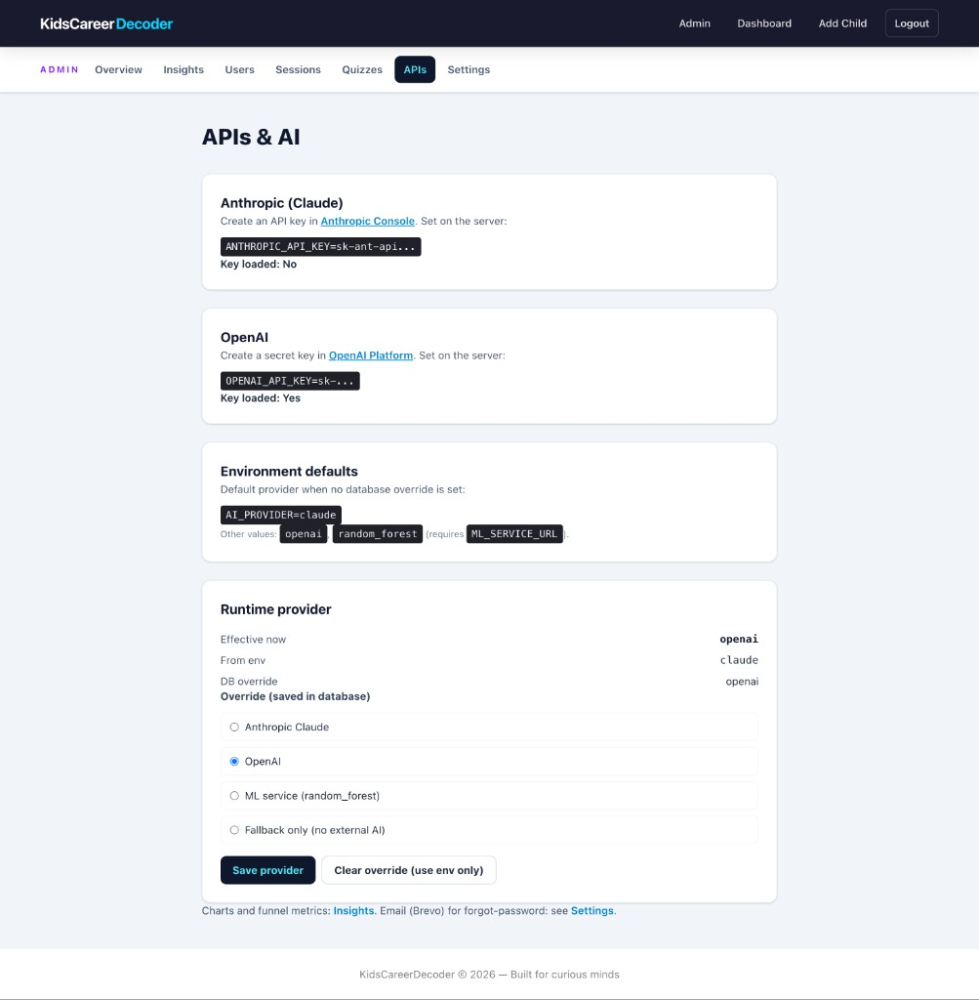 KidsCareerDecoder Admin Dashboard Add Child Logout
ADMIN Overview Insights Users Sessions Quizzes APIs Settings
APIs & AI
Anthropic (Claude)
Create an API key in Anthropic Console. Set on the server:
ANTHROPIC_API_KEY=sk-ant-api...
Key loaded: No
OpenAI
Create a secret key in OpenAI Platform. Set on the server:
OPENAI_API_KEY=sk-...
Key loaded: Yes
Environment defaults
Default provider when no database override is set:
AI_PROVIDER=claude
Other values: openai, random_forest (requires ML_SERVICE_URL).
Runtime provider
Effective now openai
From env claude
DB override openai
Override (saved in database)
Anthropic Claude
OpenAI
ML service (random_forest)
Fallback only (no external AI)
Save provider Clear override (use env only)
Charts and funnel metrics: Insights. Email (Brevo) for forgot-password: see Settings.
KidsCareerDecoder © 2026 — Built for curious minds